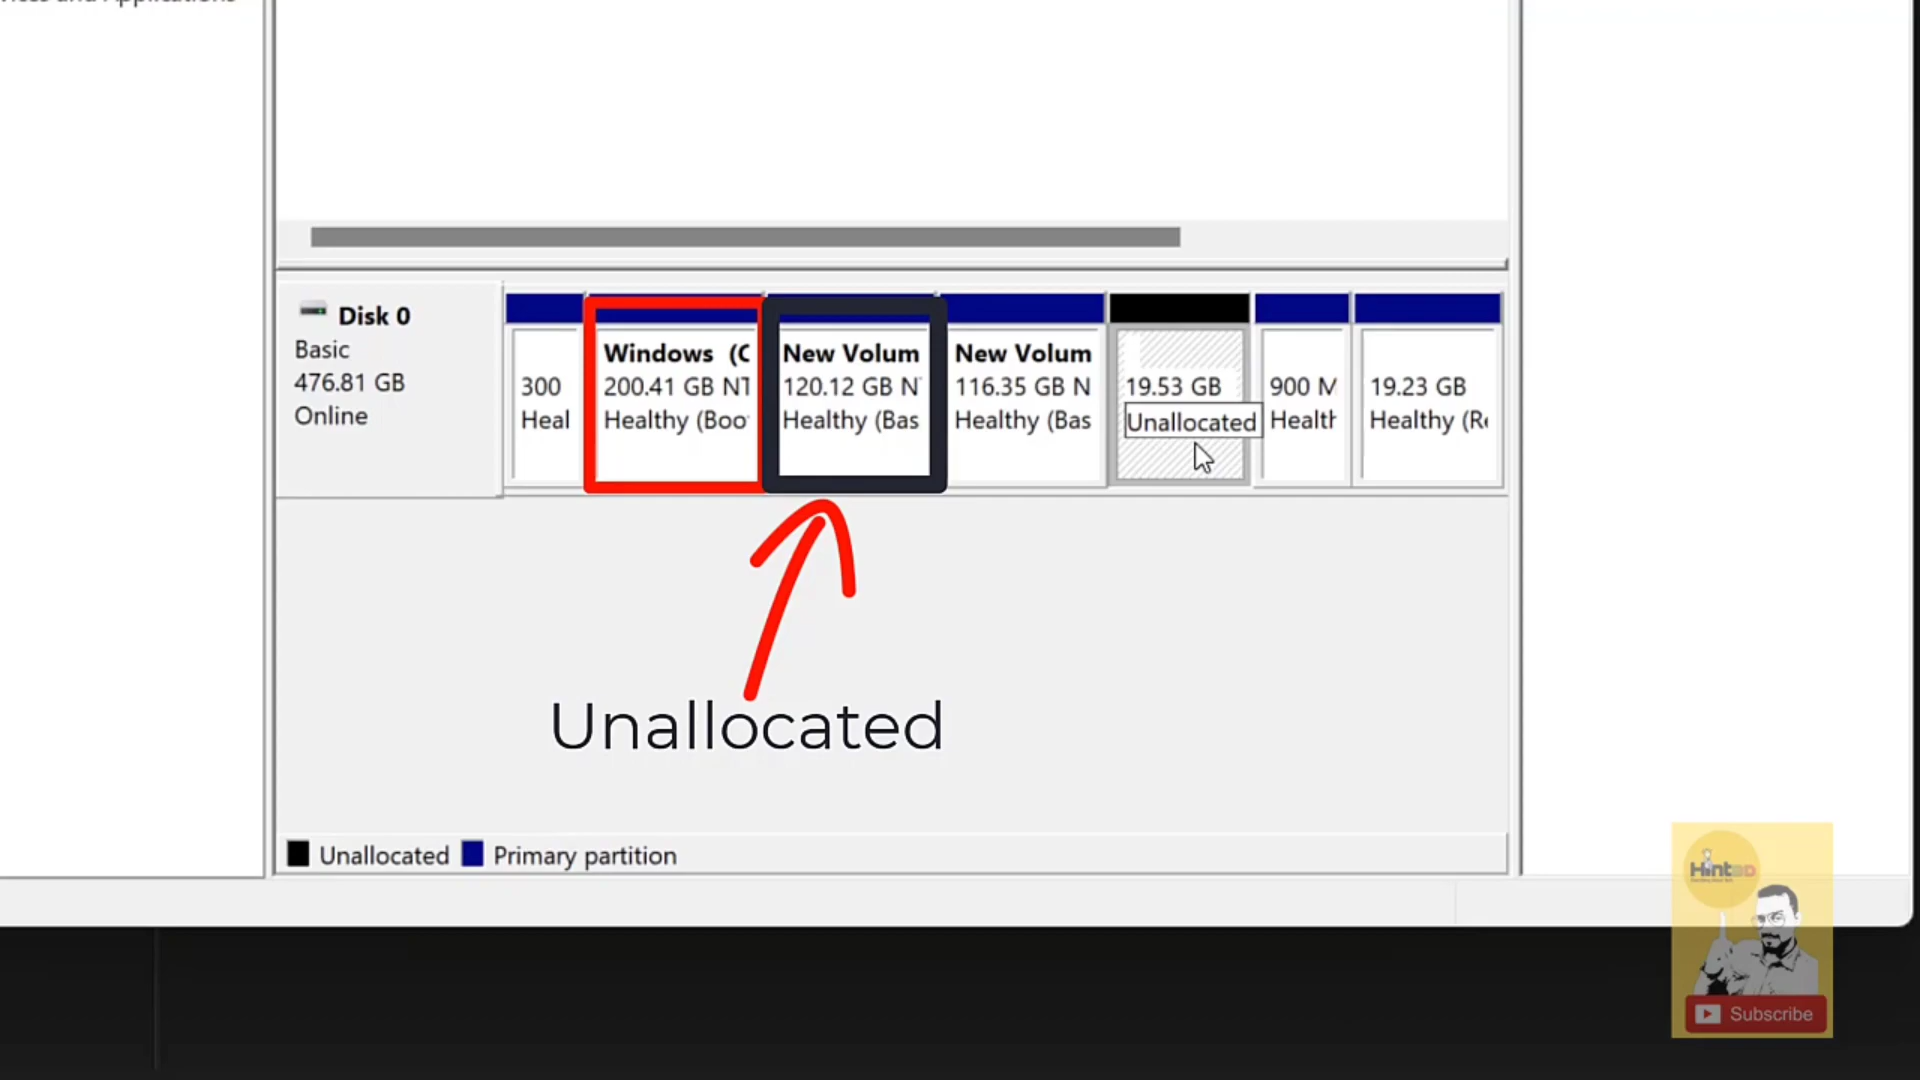 Disk 0
Basic
476.81 GB
Online
300
Heal
Windows (C
200.41 GB NT
Healthy (Boo
New Volum
120.12 GB N
Healthy (Bas
New Volum
116.35 GB N
Healthy (Bas
19.53 GB
Unallocated
900 M
Health
19.23 GB
Healthy (Re
Unallocated
Unallocated
Primary partition
Subscribe